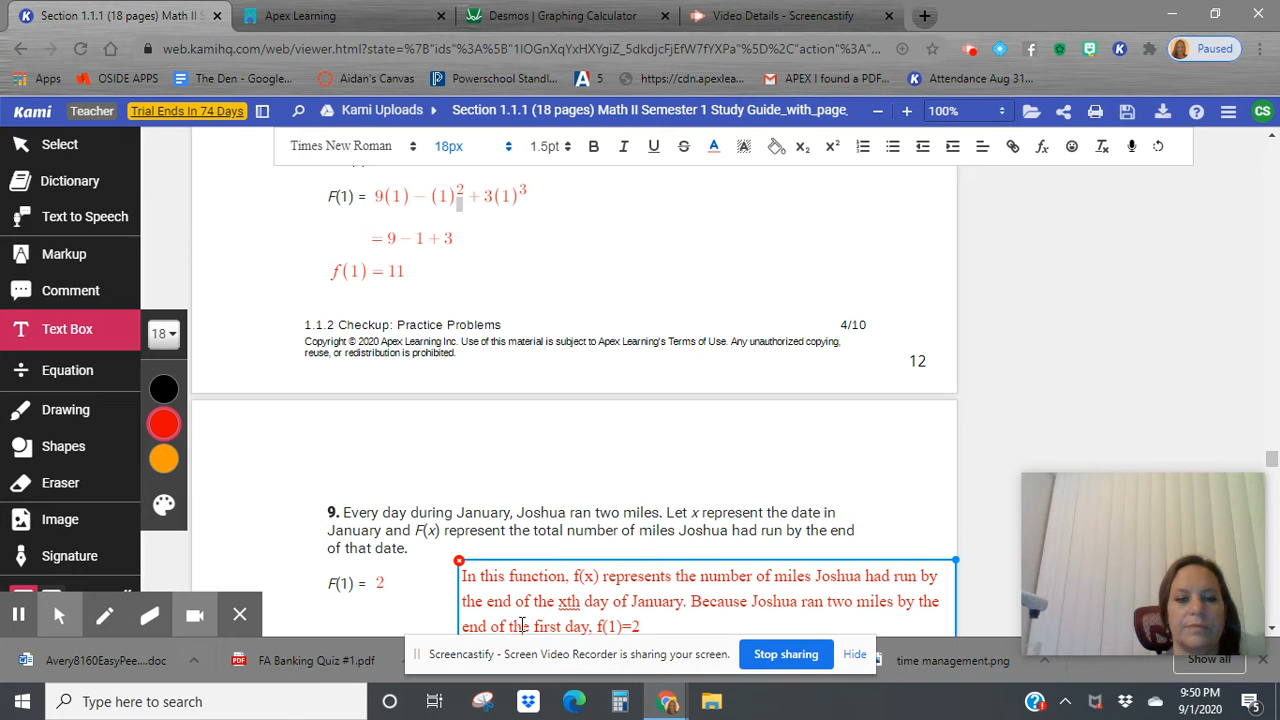 Section 1.1.1 (18 pages) Math II
Apex Learning
Desmos | Graphing Calculator
Video Details - Screencastify
web.kamihq.com/web/viewer.html?state=%7B"ids"%3A%5B"1IOGnXqYxHXYgiZ_5dkdjcFjEfW7fYXPa"%5D%2C"action"%3A"...
Paused
Apps
OSIDE APPS
The Den - Google...
Aidan's Canvas
Powerschool Standl...
5
https://cdn.aspensa...
APEX I found a PDF...
Attendance Aug 31...
Kami
Teacher
Trial Ends In 74 Days
Kami Uploads
Section 1.1.1 (18 pages) Math II Semester 1 Study Guide_with_page_
100%
CS
Times New Roman
18px
1.5pt
Select
Dictionary
Text to Speech
Markup
Comment
Text Box
Equation
Drawing
Shapes
Eraser
Image
Signature
18
F(1) = 9(1) − (1)² + 3(1)³
= 9 − 1 + 3
f(1) = 11
1.1.2 Checkup: Practice Problems 4/10
Copyright © 2020 Apex Learning Inc. Use of this material is subject to Apex Learning's Terms of Use. Any unauthorized copying,
reuse, or redistribution is prohibited.
12
9. Every day during January, Joshua ran two miles. Let x represent the date in
January and F(x) represent the total number of miles Joshua had run by the end
of that date.
F(1) = 2
In this function, f(x) represents the number of miles Joshua had run by
the end of the xth day of January. Because Joshua ran two miles by the
end of the first day, f(1)=2
Screencastify - Screen Video Recorder is sharing your screen.
Stop sharing
Hide
Avery8160EasyPee....doc
FA Banking Quiz #1.pdf
time management.png
Show all
Type here to search
9:50 PM
9/1/2020
5